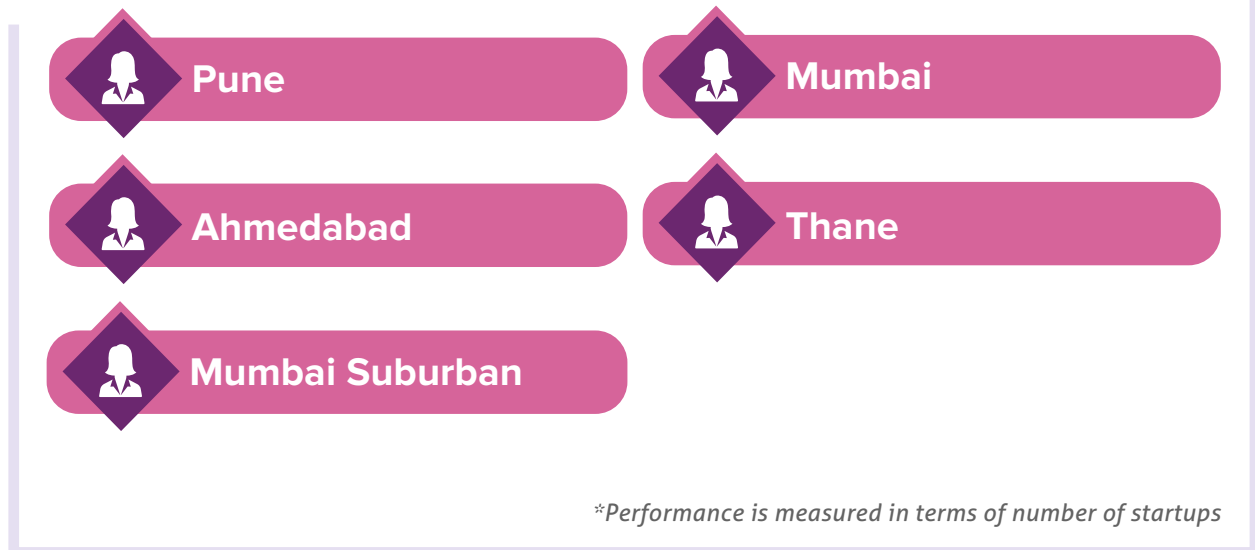 Pune
Mumbai
Ahmedabad
Thane
Mumbai Suburban
*Performance is measured in terms of number of startups